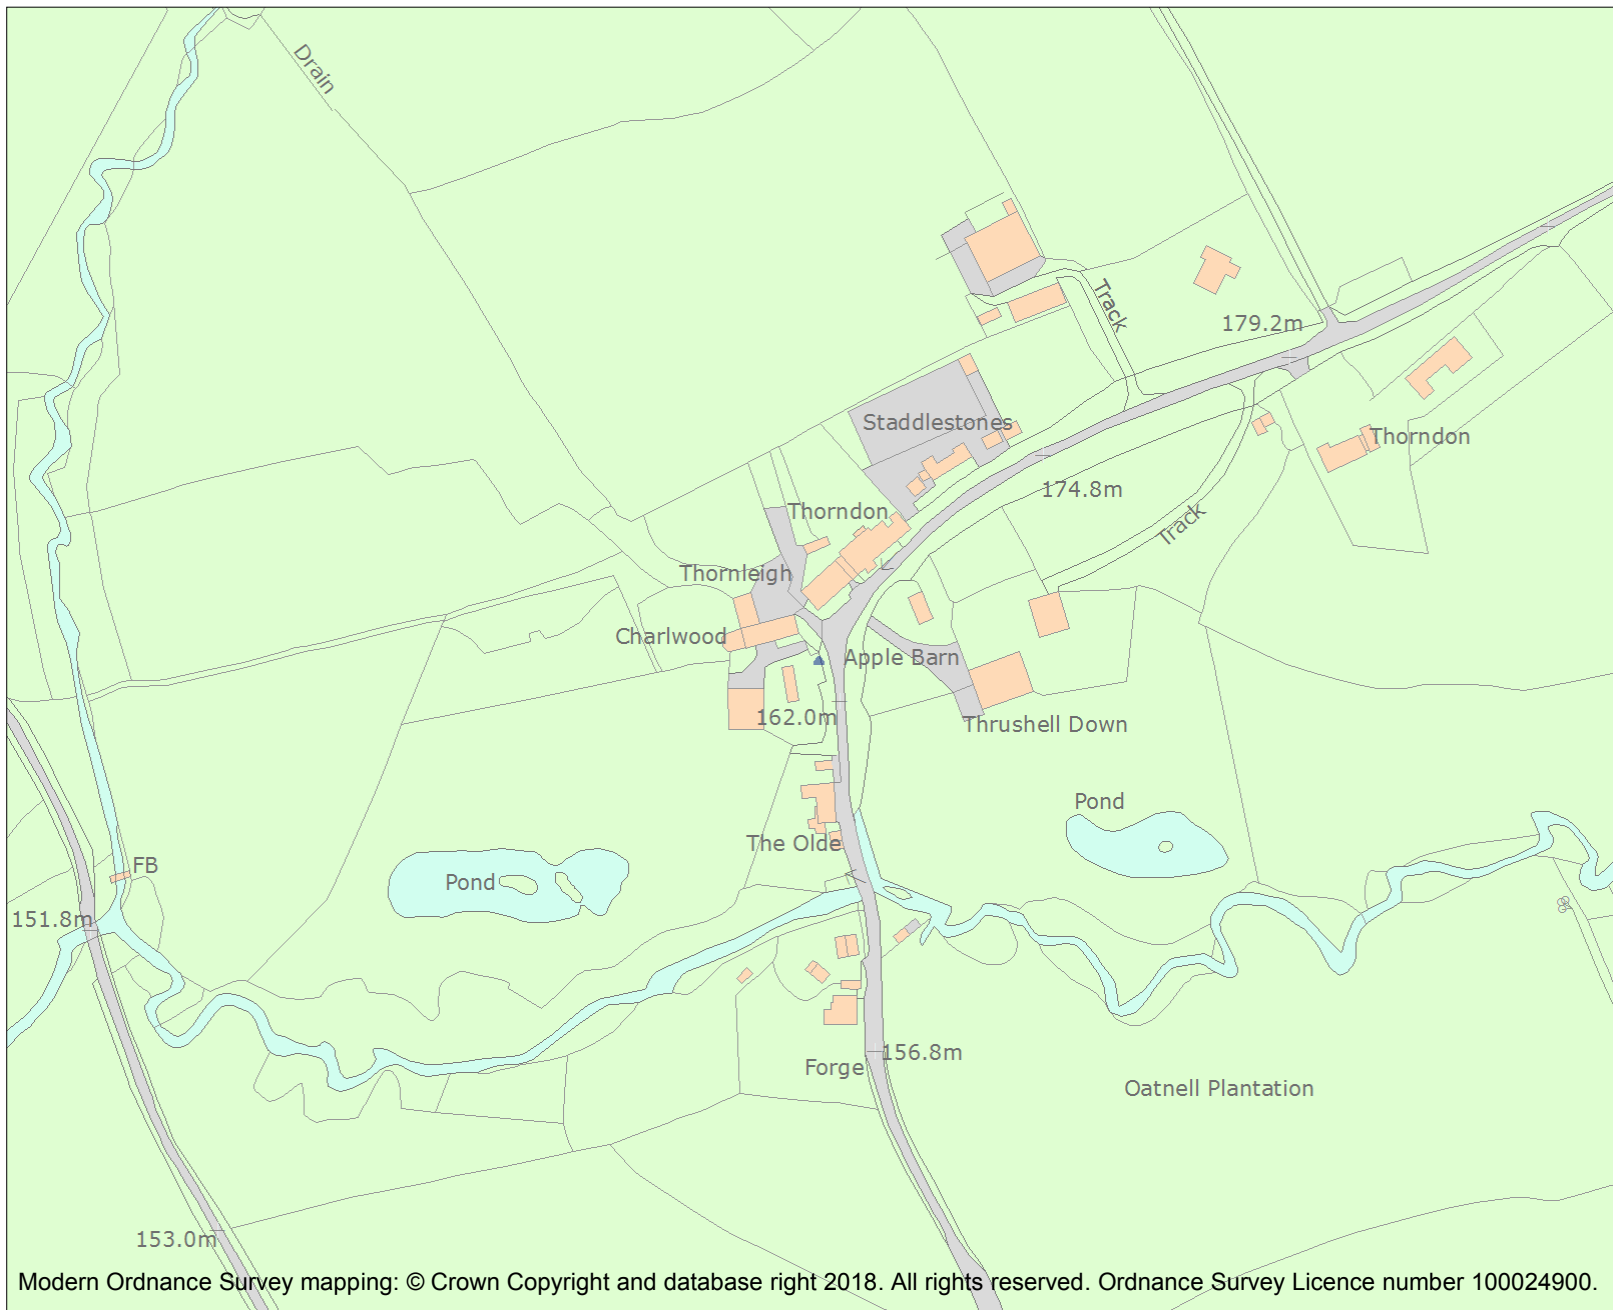 Drain
Track
179.2m
Staddlestones
Thorndon
174.8m
Thorndon
Track
Thornleigh
Charlwood
Apple Barn
162.0m
Thrushell Down
Pond
The Olde
FB
Pond
151.8m
156.8m
Forge
Oatnell Plantation
153.0m
Modern Ordnance Survey mapping: © Crown Copyright and database right 2018. All rights reserved. Ordnance Survey Licence number 100024900.